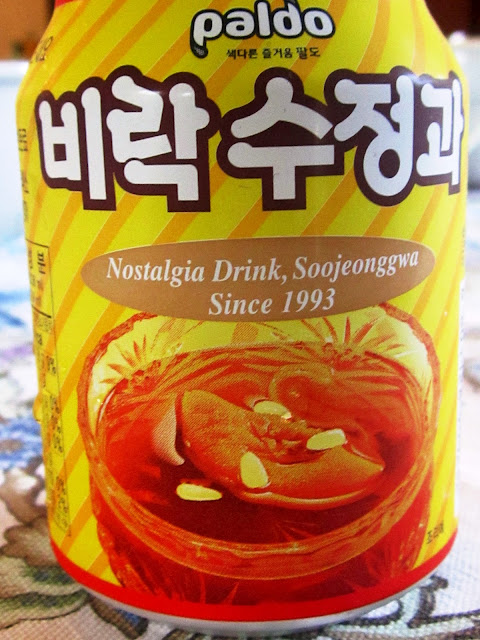 paldo
색다른 즐거움 팔도
비락 수정과
Nostalgia Drink, Soojeonggwa
Since 1993